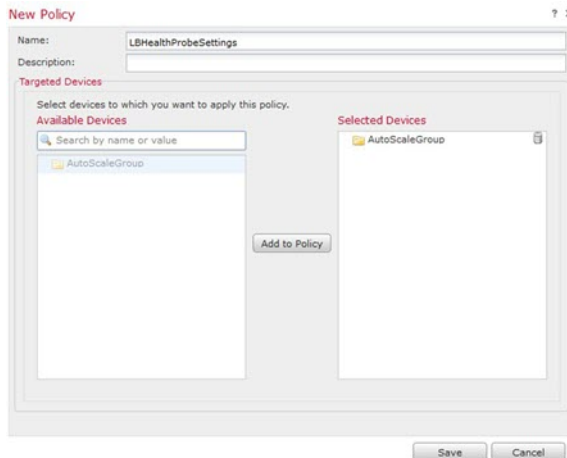 New Policy
?
Name:
LBHealthProbeSettings
Description:
Targeted Devices
Select devices to which you want to apply this policy.
Available Devices
Selected Devices
Search by name or value
AutoScaleGroup
AutoScaleGroup
Add to Policy
Save
Cancel